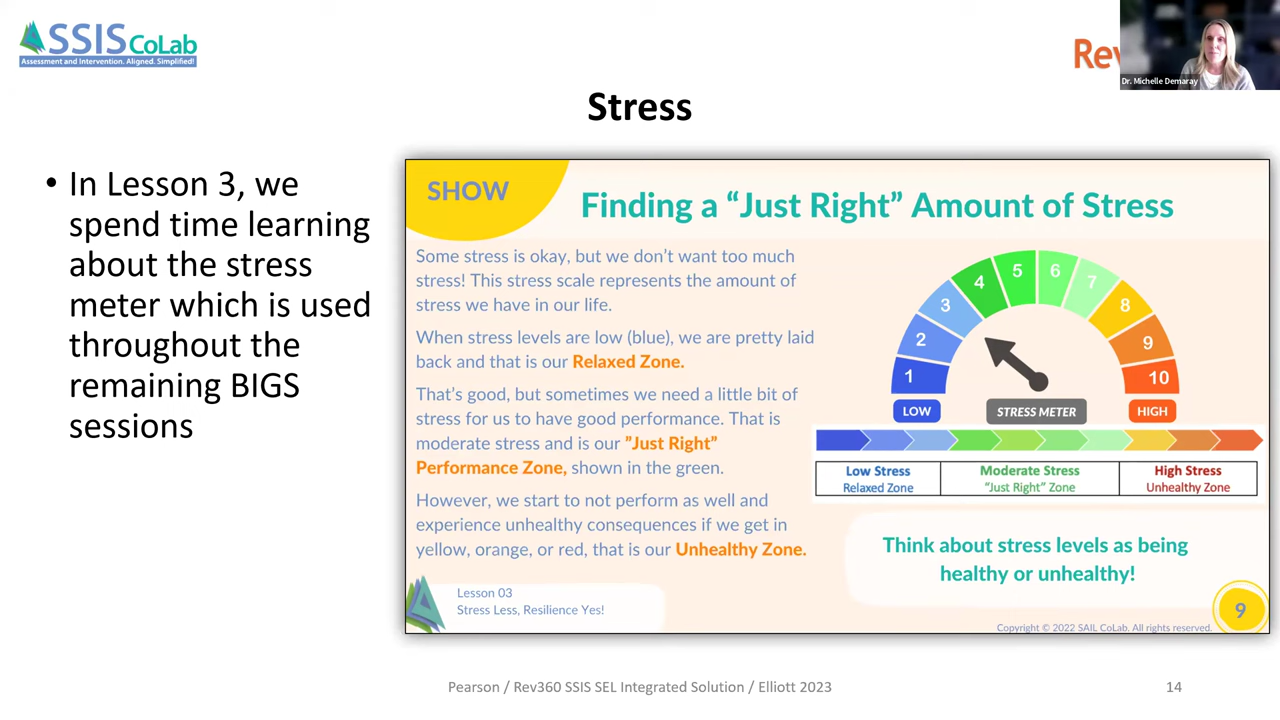 SSIS CoLab
Assessment and Intervention. Aligned. Simplified!
Rev
Dr. Michelle Demaray
Stress
• In Lesson 3, we
spend time learning
about the stress
meter which is used
throughout the
remaining BIGS
sessions
SHOW
Finding a “Just Right” Amount of Stress
Some stress is okay, but we don’t want too much
stress! This stress scale represents the amount of
stress we have in our life.
When stress levels are low (blue), we are pretty laid
back and that is our Relaxed Zone.
That’s good, but sometimes we need a little bit of
stress for us to have good performance. That is
moderate stress and is our ”Just Right”
Performance Zone, shown in the green.
However, we start to not perform as well and
experience unhealthy consequences if we get in
yellow, orange, or red, that is our Unhealthy Zone.
1
2
3
4
5
6
7
8
9
10
LOW
STRESS METER
HIGH
Low Stress
Relaxed Zone
Moderate Stress
“Just Right” Zone
High Stress
Unhealthy Zone
Think about stress levels as being
healthy or unhealthy!
Lesson 03
Stress Less, Resilience Yes!
9
Copyright © 2022 SAIL CoLab. All rights reserved.
Pearson / Rev360 SSIS SEL Integrated Solution / Elliott 2023
14